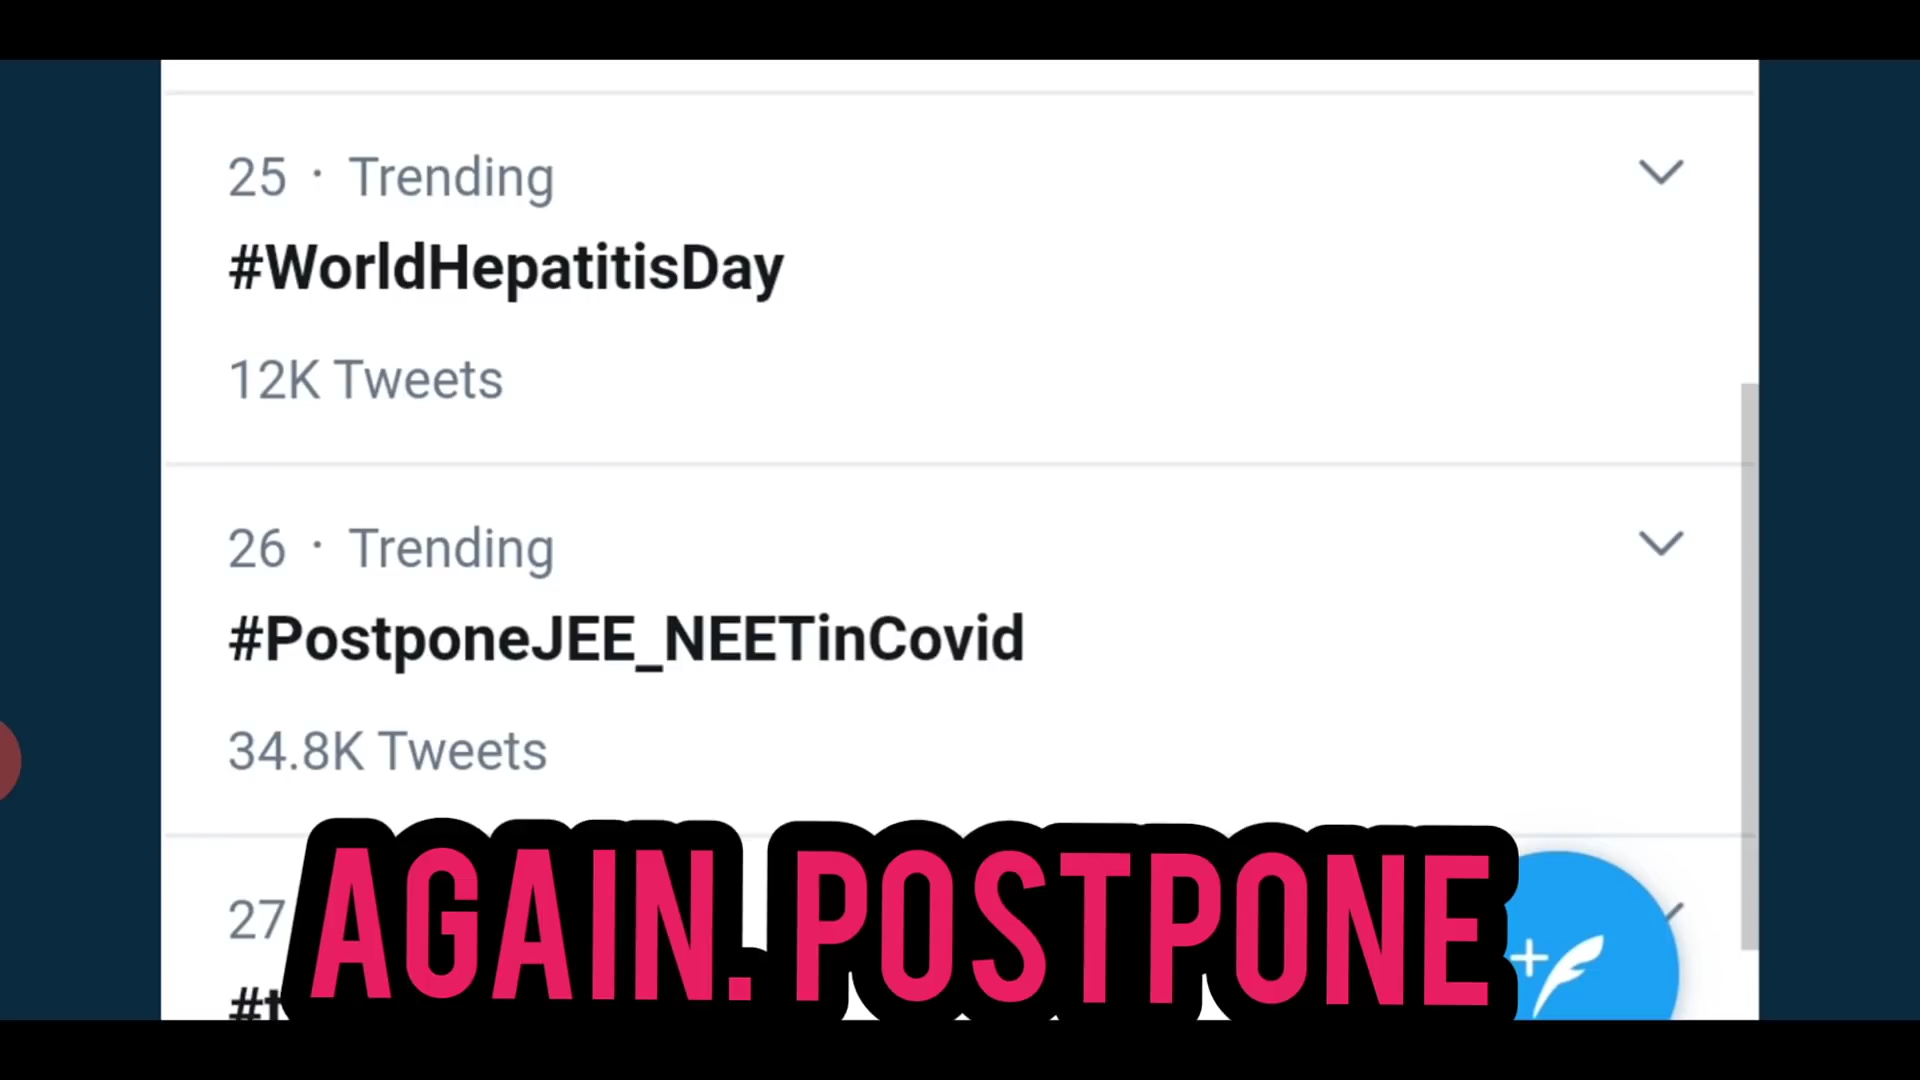 25 · Trending
#WorldHepatitisDay
12K Tweets
26 · Trending
#PostponeJEE_NEETinCovid
34.8K Tweets
27
AGAIN. POSTPONE